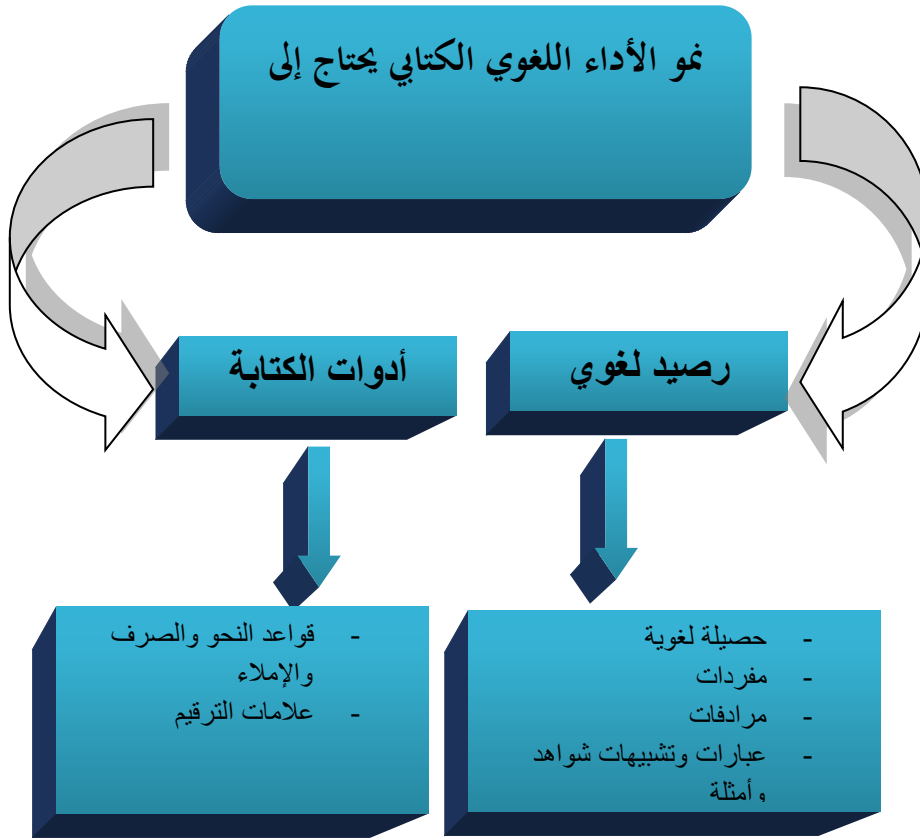 نمو الأداء اللغوي الكتابي يحتاج إلى
رصيد لغوي
أدوات الكتابة
- حصيلة لغوية
- مفردات
- مرادفات
- عبارات وتشبيهات شواهد
وأمثلة
- قواعد النحو والصرف
والإملاء
- علامات الترقيم